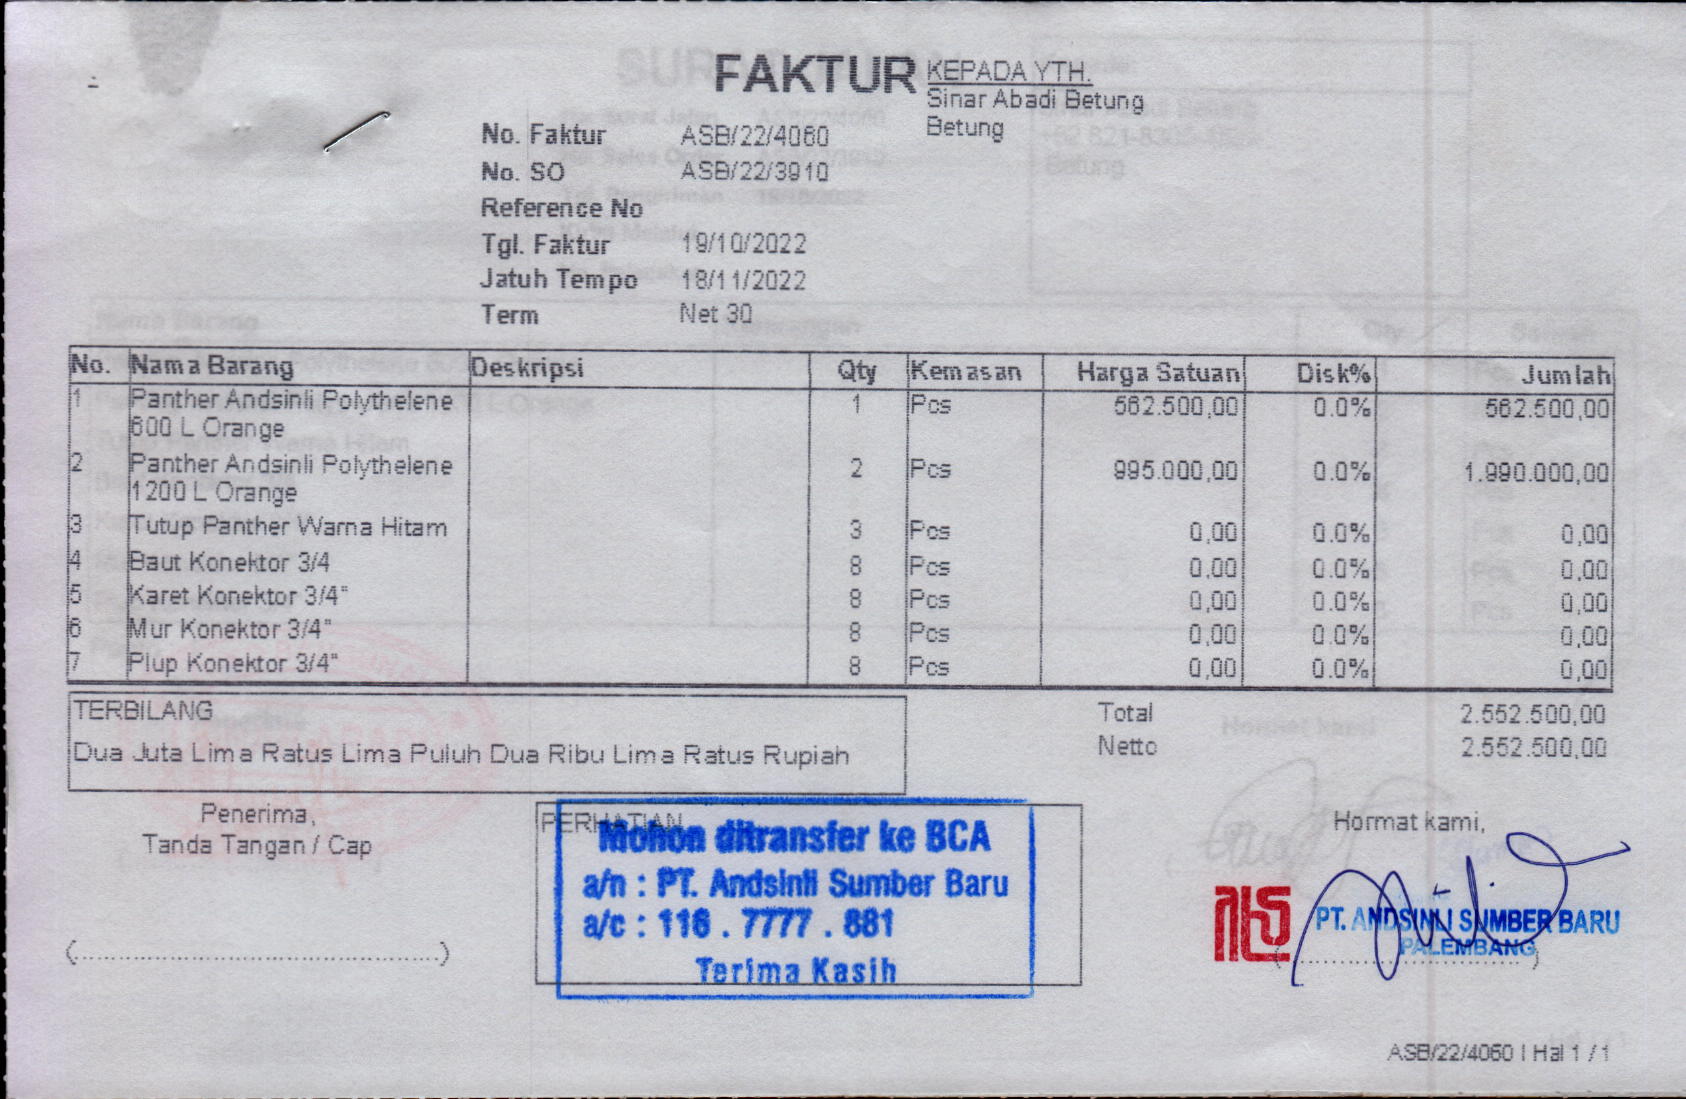 FAKTUR
KEPADA YTH.
Sinar Abadi Betung
Betung
No. Faktur ASB/22/4060
No. SO ASB/22/3910
Reference No
Tgl. Faktur 19/10/2022
Jatuh Tempo 18/11/2022
Term Net 30
No. Nama Barang Deskripsi Qty Kemasan Harga Satuan Disk% Jumlah
1 Panther Andsinli Polythelene 1 Pcs 562.500,00 0.0% 562.500,00
600 L Orange
2 Panther Andsinli Polythelene 2 Pcs 995.000,00 0.0% 1.990.000,00
1200 L Orange
3 Tutup Panther Warna Hitam 3 Pcs 0,00 0.0% 0,00
4 Baut Konektor 3/4 8 Pcs 0,00 0.0% 0,00
5 Karet Konektor 3/4" 8 Pcs 0,00 0.0% 0,00
6 Mur Konektor 3/4" 8 Pcs 0,00 0.0% 0,00
7 Plup Konektor 3/4" 8 Pcs 0,00 0.0% 0,00
TERBILANG
Dua Juta Lima Ratus Lima Puluh Dua Ribu Lima Ratus Rupiah
Total 2.552.500,00
Netto 2.552.500,00
Penerima,
Tanda Tangan / Cap
(........................................)
PERHATIAN
Mohon ditransfer ke BCA
a/n : PT. Andsinli Sumber Baru
a/c : 116 . 7777 . 881
Terima Kasih
Hormat kami,
PT. ANDSINLI SUMBER BARU
PALEMBANG
ASB/22/4060 | Hal 1 / 1